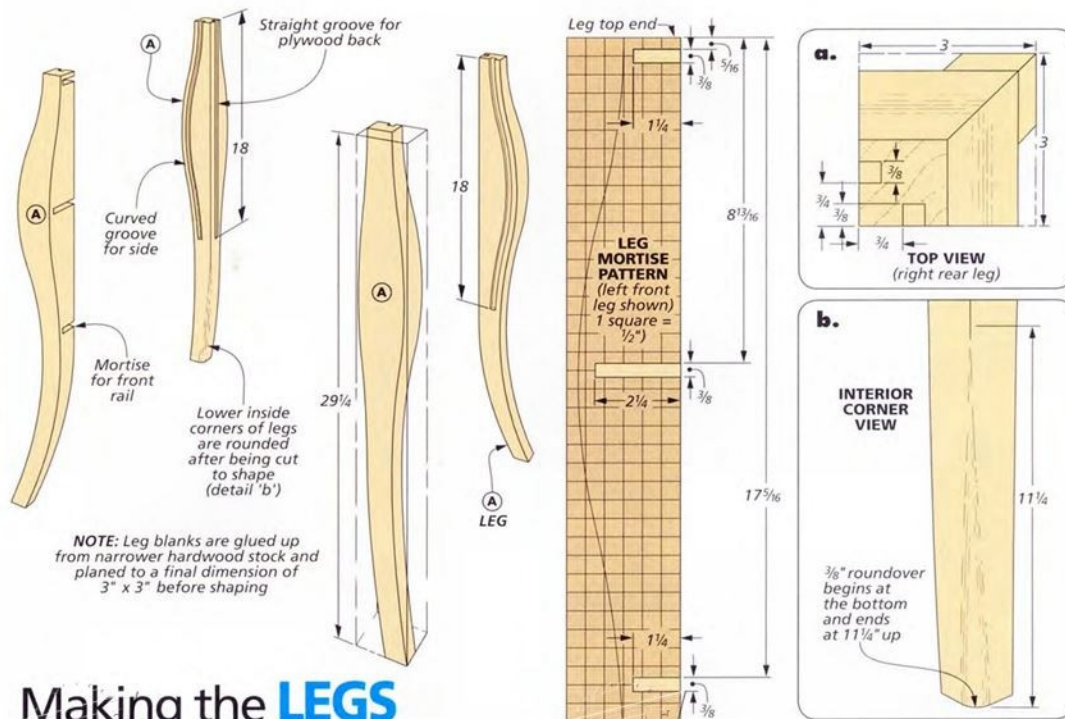 Straight groove for
plywood back
A
18
Curved
groove
for side
A
Mortise
for front
rail
Lower inside
corners of legs
are rounded
after being cut
to shape
(detail 'b')
NOTE: Leg blanks are glued up
from narrower hardwood stock and
planed to a final dimension of
3" x 3" before shaping
29¼
A
18
A
LEG
Leg top end
5⁄16
3⁄8
1¼
8 13⁄16
LEG
MORTISE
PATTERN
(left front
leg shown)
1 square =
½")
2¼
3⁄8
17 5⁄16
1¼
3⁄8
a.
3
3
3⁄8
3⁄4
3⁄8
3⁄4
TOP VIEW
(right rear leg)
b.
INTERIOR
CORNER
VIEW
11¼
3⁄8" roundover
begins at
the bottom
and ends
at 11¼" up
Making the LEGS